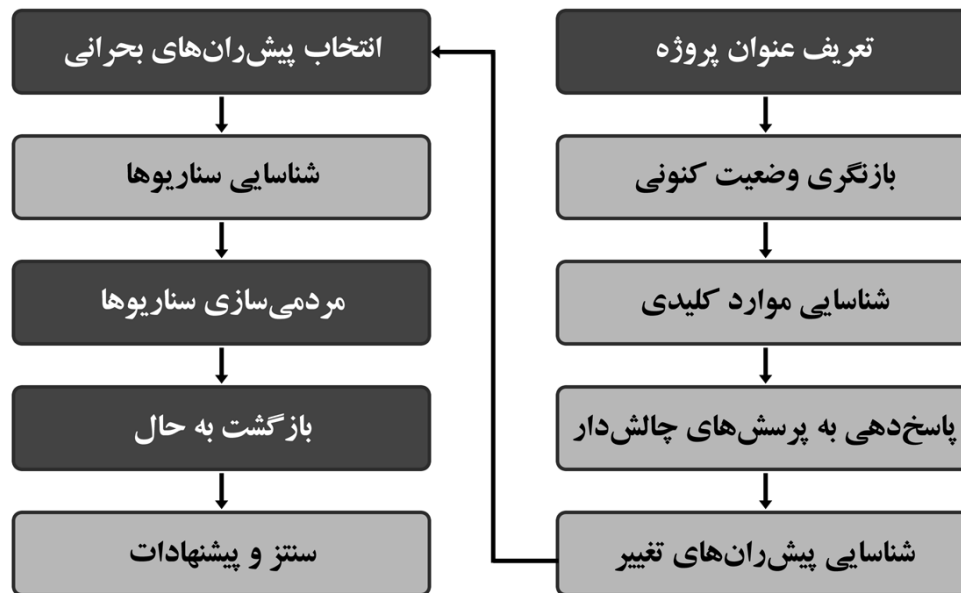 تعریف عنوان پروژه
بازنگری وضعیت کنونی
شناسایی موارد کلیدی
پاسخ‌دهی به پرسش‌های چالش‌دار
شناسایی پیش‌ران‌های تغییر
انتخاب پیش‌ران‌های بحرانی
شناسایی سناریوها
مردمی‌سازی سناریوها
بازگشت به حال
سنتز و پیشنهادات